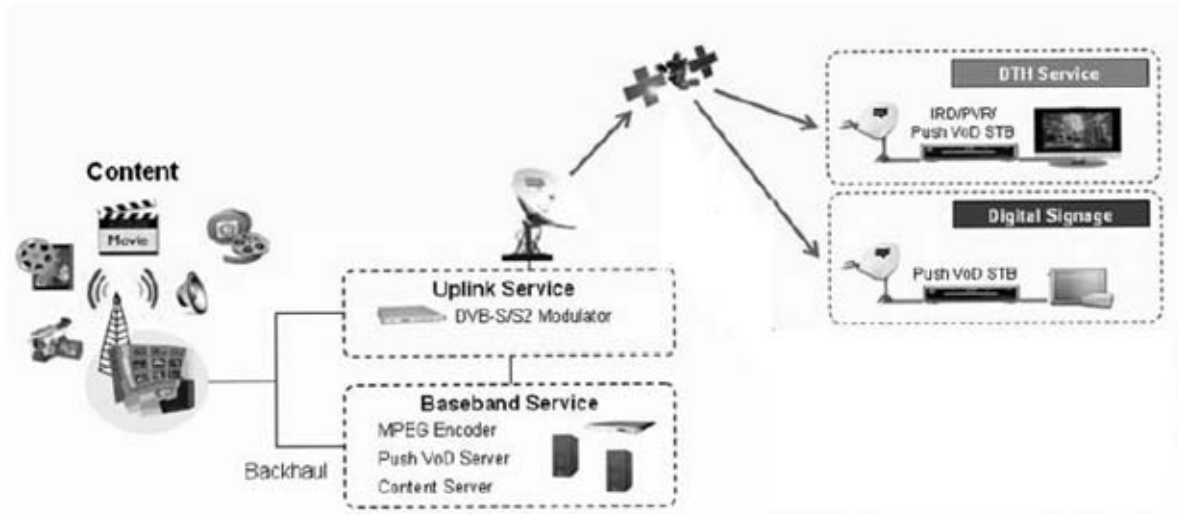 Content
Movie
Backhaul
Uplink Service
DVB-S/S2 Modulator
Baseband Service
MPEG Encoder
Push VoD Server
Content Server
DTH Service
IRD/PVR/
Push VoD STB
Digital Signage
Push VoD STB